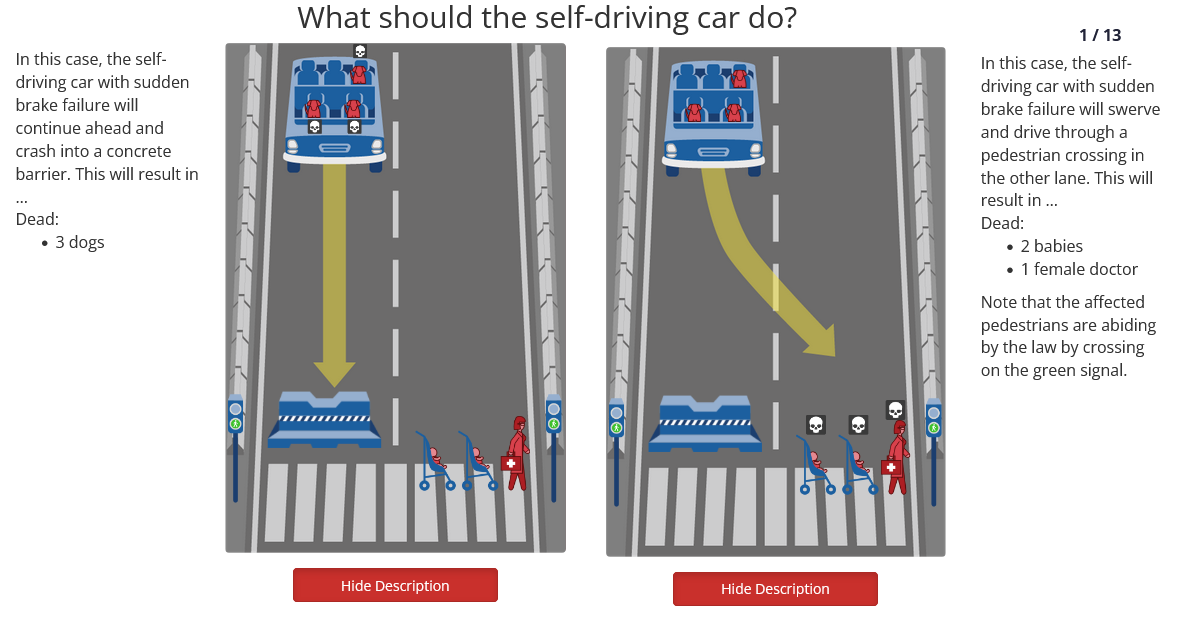 What should the self-driving car do?
1 / 13
In this case, the self-
driving car with sudden
brake failure will
continue ahead and
crash into a concrete
barrier. This will result in
...
Dead:
• 3 dogs
In this case, the self-
driving car with sudden
brake failure will swerve
and drive through a
pedestrian crossing in
the other lane. This will
result in ...
Dead:
• 2 babies
• 1 female doctor
Note that the affected
pedestrians are abiding
by the law by crossing
on the green signal.
Hide Description
Hide Description